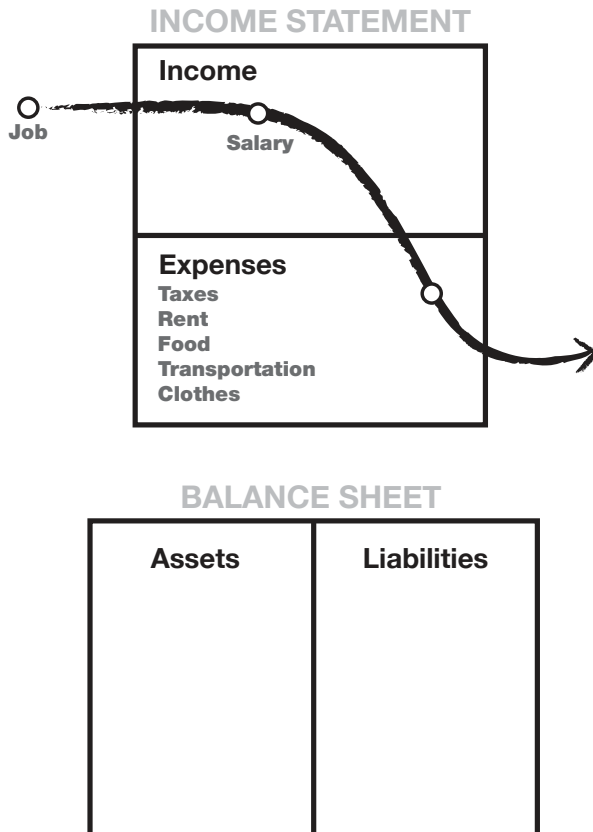 INCOME STATEMENT
Income
Job
Salary
Expenses
Taxes
Rent
Food
Transportation
Clothes
BALANCE SHEET
Assets
Liabilities